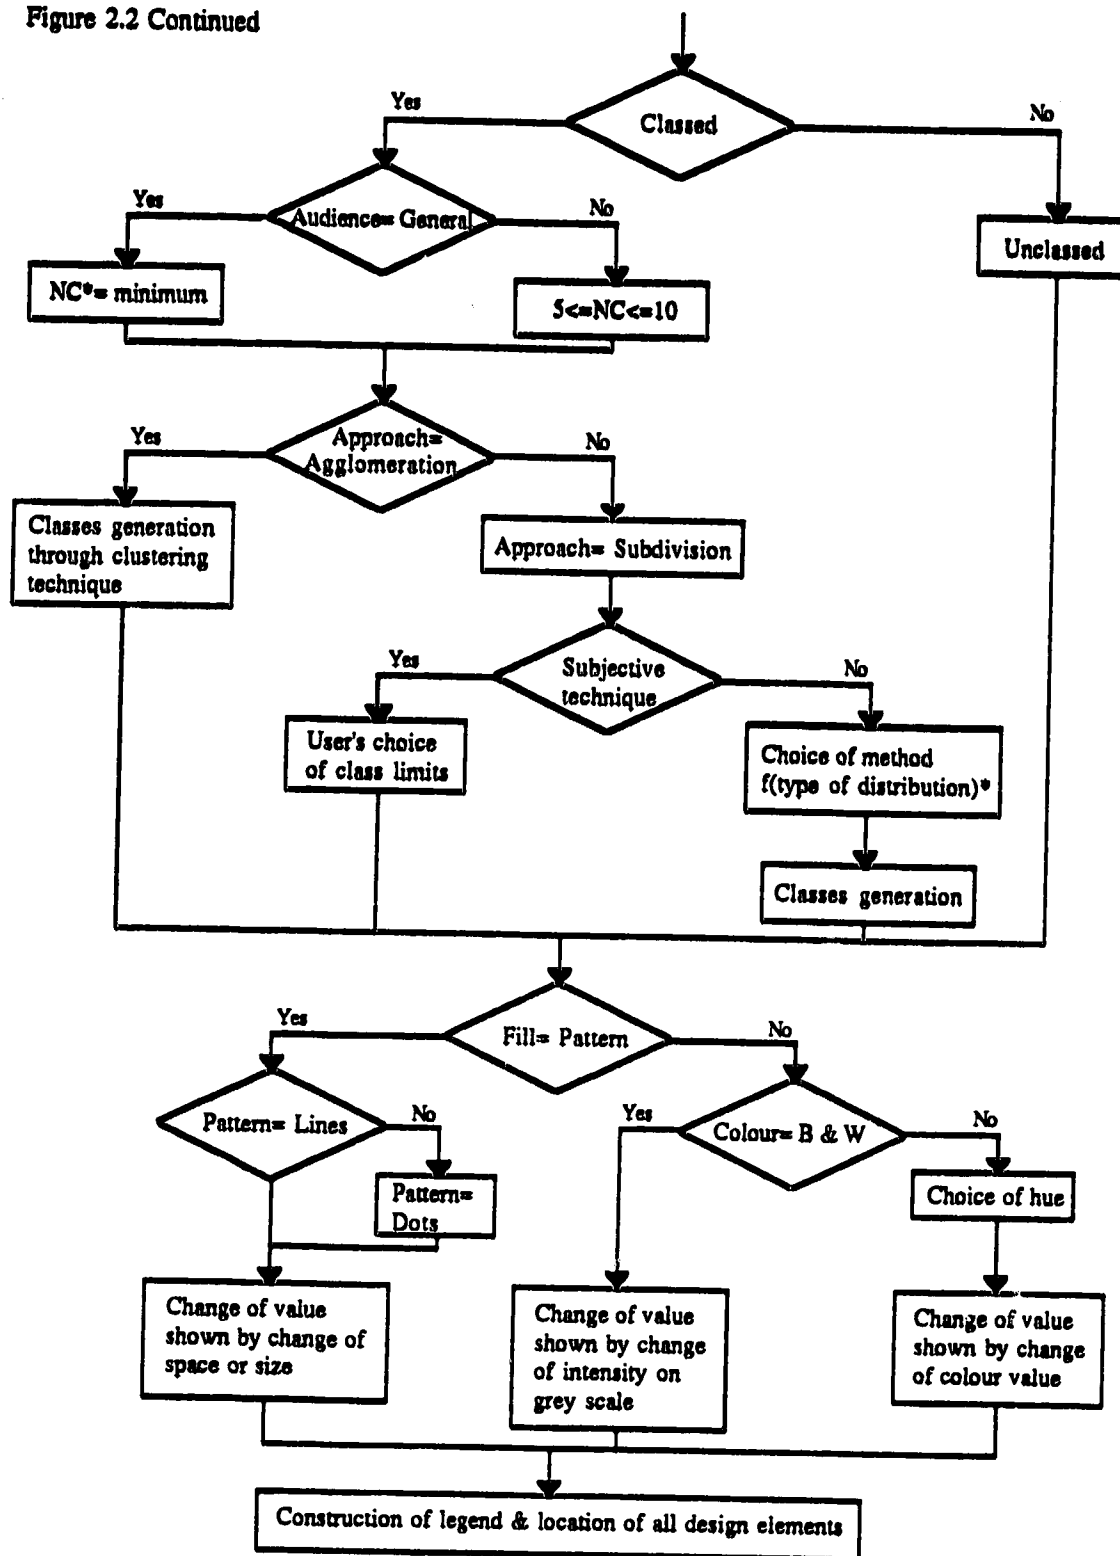 Figure 2.2 Continued
Yes
Classed
No
Yes
Audience= General
No
Unclassed
NC*= minimum
5<=NC<=10
Yes
Approach=
Agglomeration
No
Classes generation
through clustering
technique
Approach= Subdivision
Yes
Subjective
technique
No
User's choice
of class limits
Choice of method
f(type of distribution)*
Classes generation
Yes
Fill= Pattern
No
Pattern= Lines
No
Yes
Colour= B & W
No
Pattern=
Dots
Choice of hue
Change of value
shown by change of
space or size
Change of value
shown by change
of intensity on
grey scale
Change of value
shown by change
of colour value
Construction of legend & location of all design elements